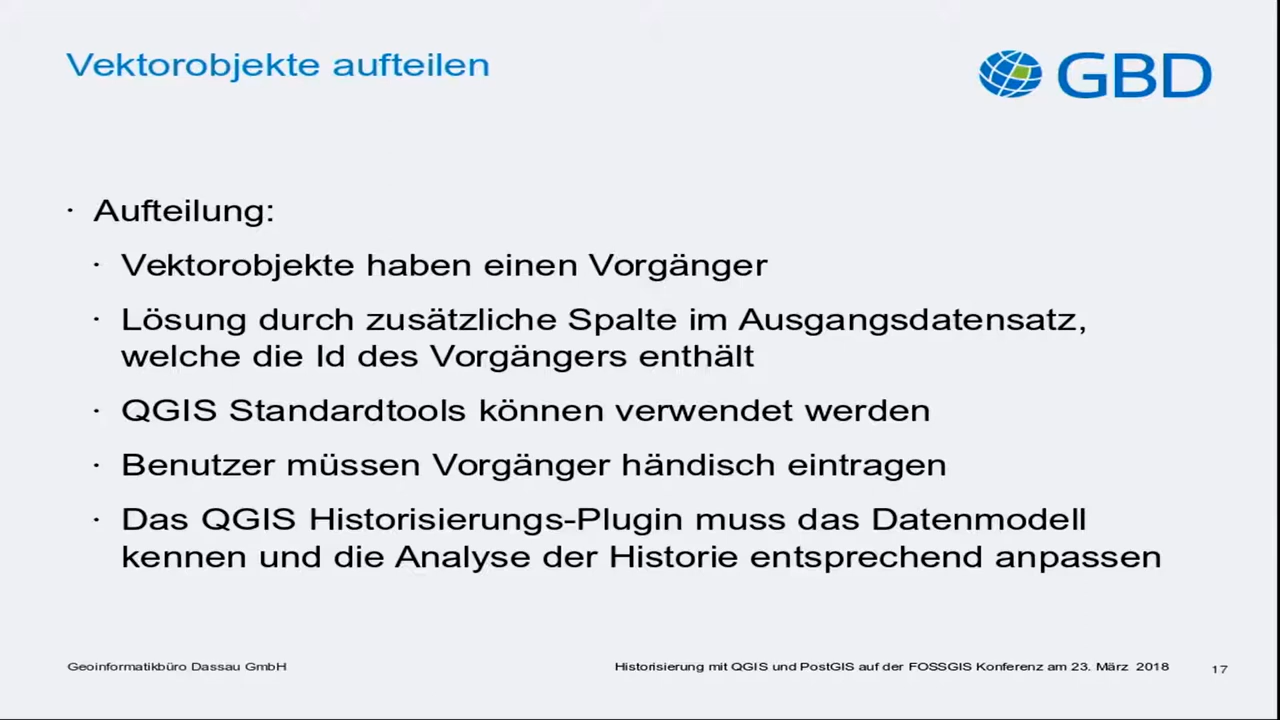 Vektorobjekte aufteilen
GBD
· Aufteilung:
· Vektorobjekte haben einen Vorgänger
· Lösung durch zusätzliche Spalte im Ausgangsdatensatz,
welche die Id des Vorgängers enthält
· QGIS Standardtools können verwendet werden
· Benutzer müssen Vorgänger händisch eintragen
· Das QGIS Historisierungs-Plugin muss das Datenmodell
kennen und die Analyse der Historie entsprechend anpassen
Geoinformatikbüro Dassau GmbH
Historisierung mit QGIS und PostGIS auf der FOSSGIS Konferenz am 23. März 2018
17